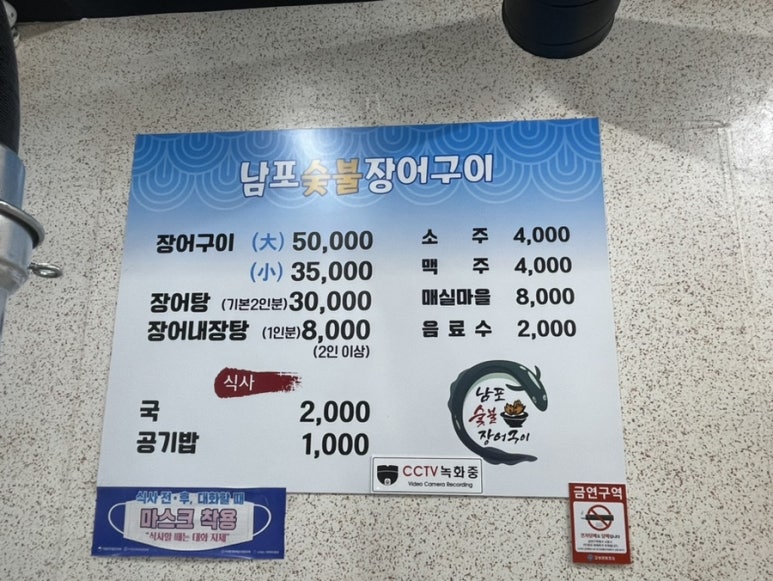 남포숯불장어구이
장어구이 (大) 50,000
(小) 35,000
장어탕 (기본2인분) 30,000
장어내장탕 (1인분) 8,000
(2인 이상)
식사
국 2,000
공기밥 1,000
소 주 4,000
맥 주 4,000
매실마을 8,000
음 료 수 2,000
남포
숯불
장어구이
CCTV 녹화중
Video Camera Recording
식사 전·후, 대화할 때
마스크 착용
"식사할 때는 대화 자제"
금연구역